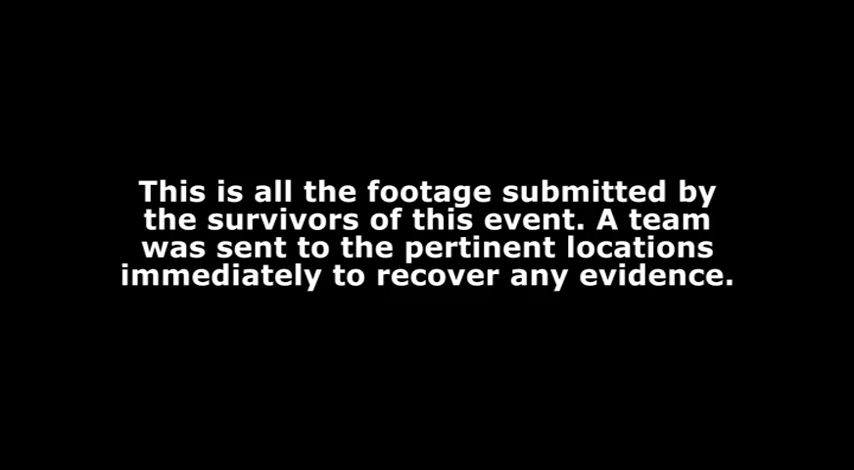 This is all the footage submitted by
the survivors of this event. A team
was sent to the pertinent locations
immediately to recover any evidence.